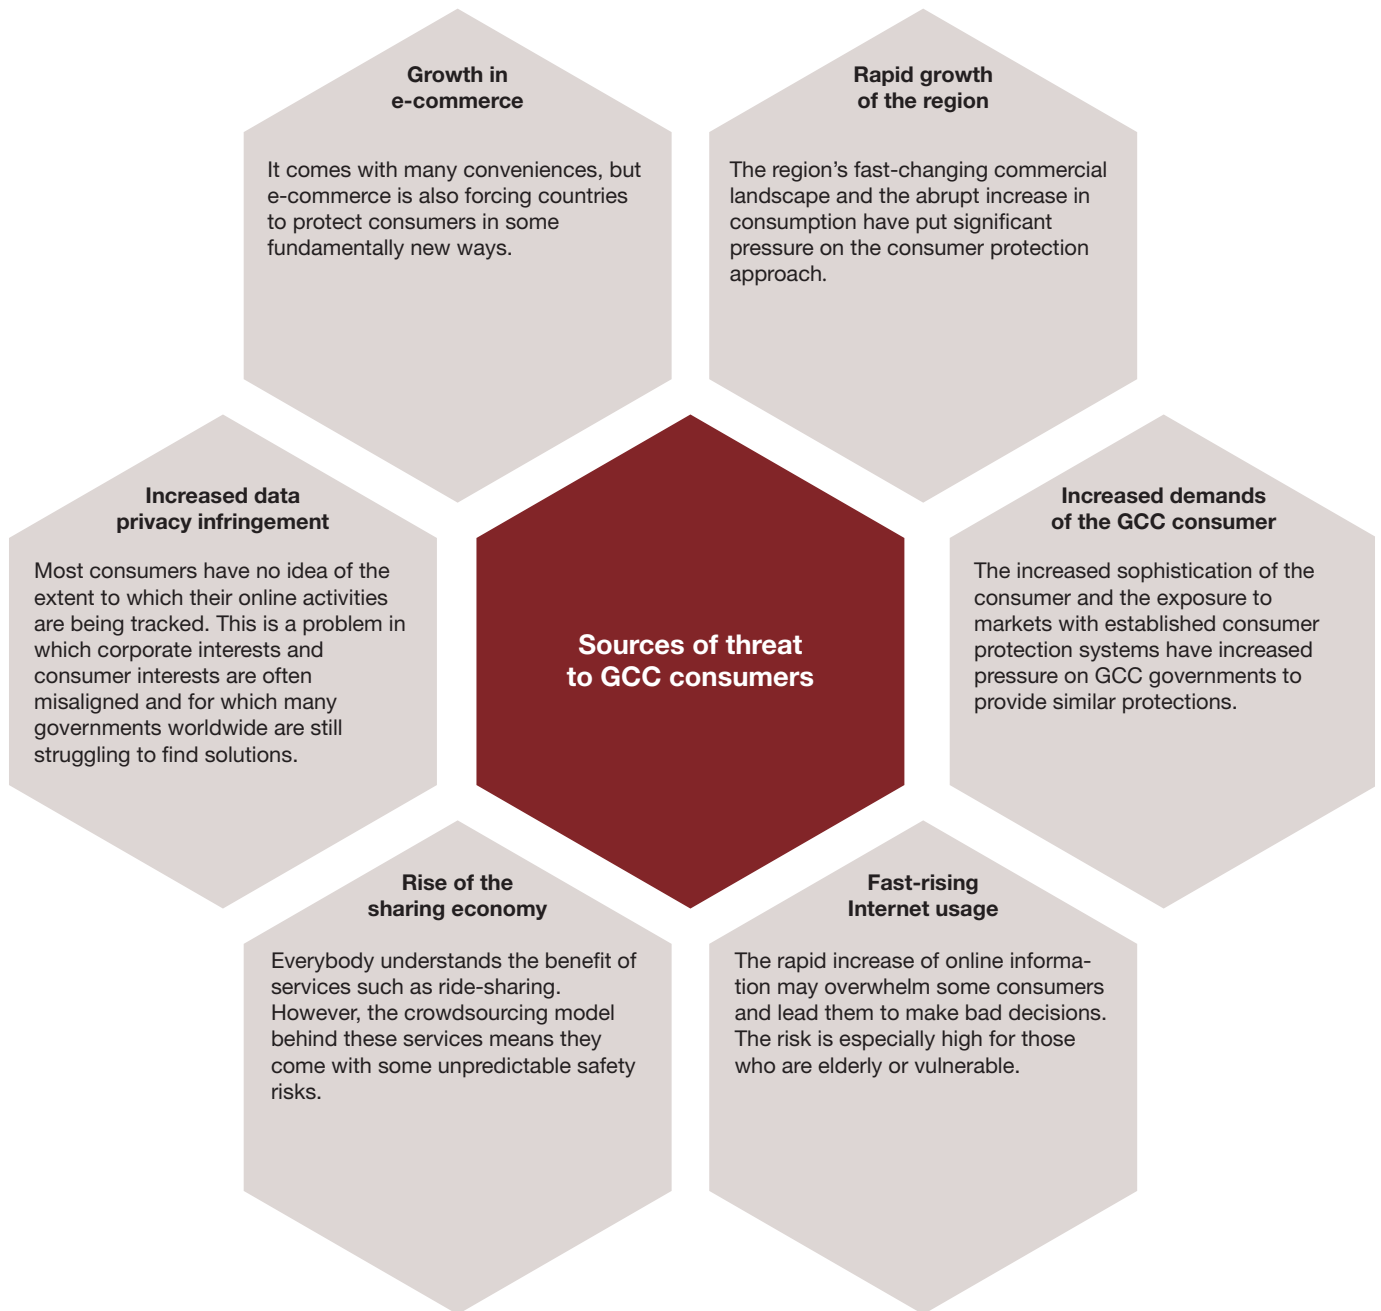 Growth in
e-commerce
It comes with many conveniences, but
e-commerce is also forcing countries
to protect consumers in some
fundamentally new ways.
Rapid growth
of the region
The region’s fast-changing commercial
landscape and the abrupt increase in
consumption have put significant
pressure on the consumer protection
approach.
Increased data
privacy infringement
Most consumers have no idea of the
extent to which their online activities
are being tracked. This is a problem in
which corporate interests and
consumer interests are often
misaligned and for which many
governments worldwide are still
struggling to find solutions.
Sources of threat
to GCC consumers
Increased demands
of the GCC consumer
The increased sophistication of the
consumer and the exposure to
markets with established consumer
protection systems have increased
pressure on GCC governments to
provide similar protections.
Rise of the
sharing economy
Everybody understands the benefit of
services such as ride-sharing.
However, the crowdsourcing model
behind these services means they
come with some unpredictable safety
risks.
Fast-rising
Internet usage
The rapid increase of online informa-
tion may overwhelm some consumers
and lead them to make bad decisions.
The risk is especially high for those
who are elderly or vulnerable.